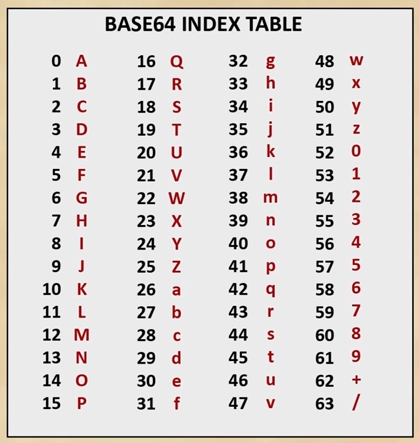 BASE64 INDEX TABLE
0 A 16 Q 32 g 48 w
1 B 17 R 33 h 49 x
2 C 18 S 34 i 50 y
3 D 19 T 35 j 51 z
4 E 20 U 36 k 52 0
5 F 21 V 37 l 53 1
6 G 22 W 38 m 54 2
7 H 23 X 39 n 55 3
8 I 24 Y 40 o 56 4
9 J 25 Z 41 p 57 5
10 K 26 a 42 q 58 6
11 L 27 b 43 r 59 7
12 M 28 c 44 s 60 8
13 N 29 d 45 t 61 9
14 O 30 e 46 u 62 +
15 P 31 f 47 v 63 /